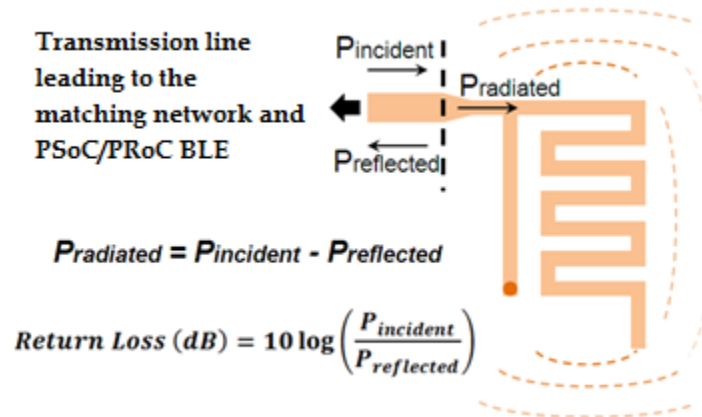 Transmission line
leading to the
matching network and
PSoC/PRoC BLE
Pincident
Pradiated
Preflected
Pradiated = Pincident - Preflected
Return Loss (dB) = 10 log (Pincident / Preflected)